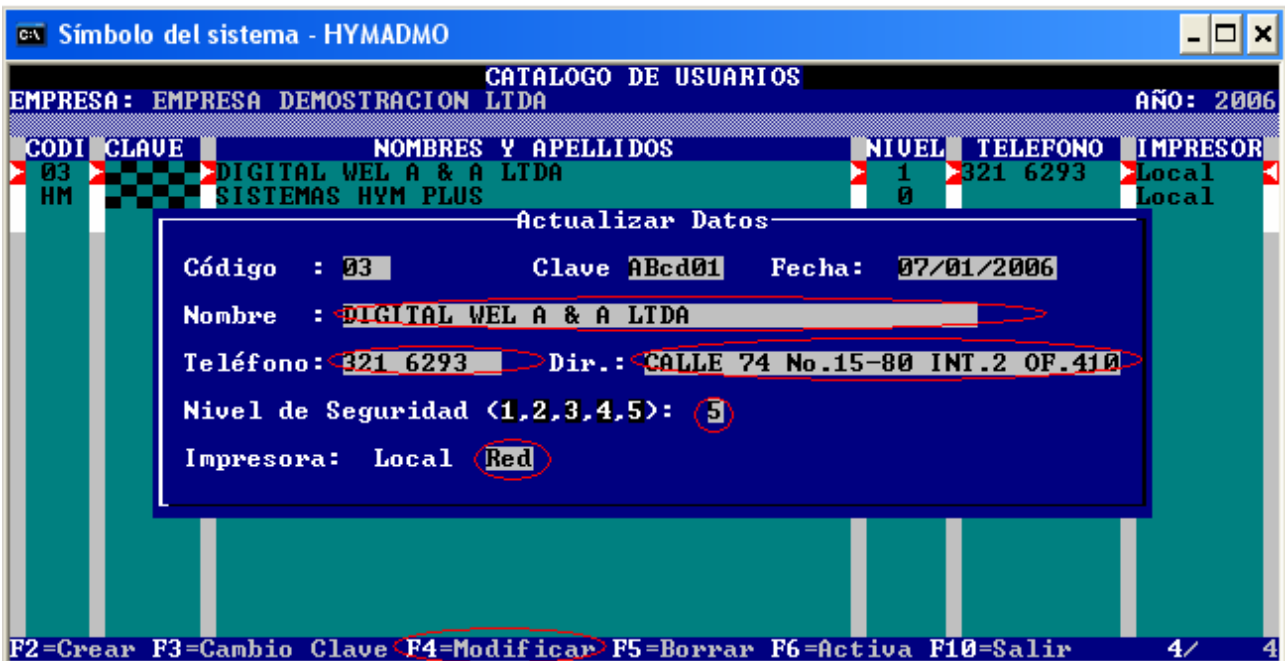 Símbolo del sistema - HYMADMO
CATALOGO DE USUARIOS
EMPRESA: EMPRESA DEMOSTRACION LTDA AÑO: 2006
CODI CLAVE NOMBRES Y APELLIDOS NIVEL TELEFONO IMPRESOR
03 DIGITAL WEL A & A LTDA 1 321 6293 Local
HM SISTEMAS HYM PLUS 0 Local
Actualizar Datos
Código : 03 Clave ABcd01 Fecha: 07/01/2006
Nombre : DIGITAL WEL A & A LTDA
Teléfono: 321 6293 Dir.: CALLE 74 No.15-80 INT.2 OF.410
Nivel de Seguridad (1,2,3,4,5): 5
Impresora: Local Red
F2=Crear F3=Cambio Clave F4=Modificar F5=Borrar F6=Activa F10=Salir 4/ 4